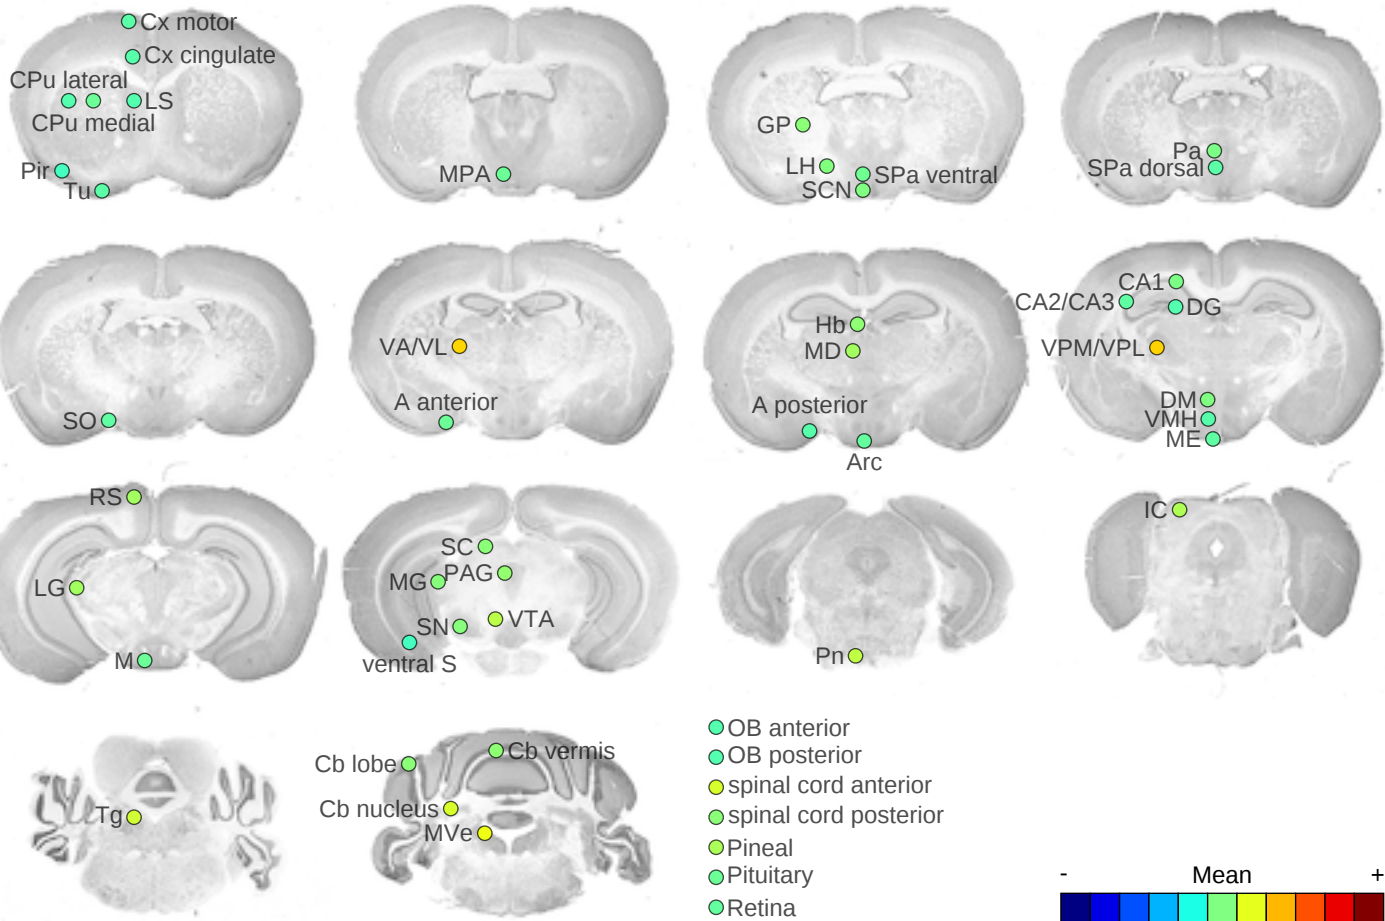 Cx motor
Cx cingulate
CPu lateral
LS
CPu medial
Pir
Tu
MPA
GP
LH
SPa ventral
SCN
Pa
SPa dorsal
SO
VA/VL
A anterior
Hb
MD
A posterior
Arc
CA1
CA2/CA3
DG
VPM/VPL
DM
VMH
ME
RS
LG
M
SC
MG
PAG
SN
VTA
ventral S
Pn
IC
Tg
Cb lobe
Cb vermis
Cb nucleus
MVe
OB anterior
OB posterior
spinal cord anterior
spinal cord posterior
Pineal
Pituitary
Retina
- Mean +